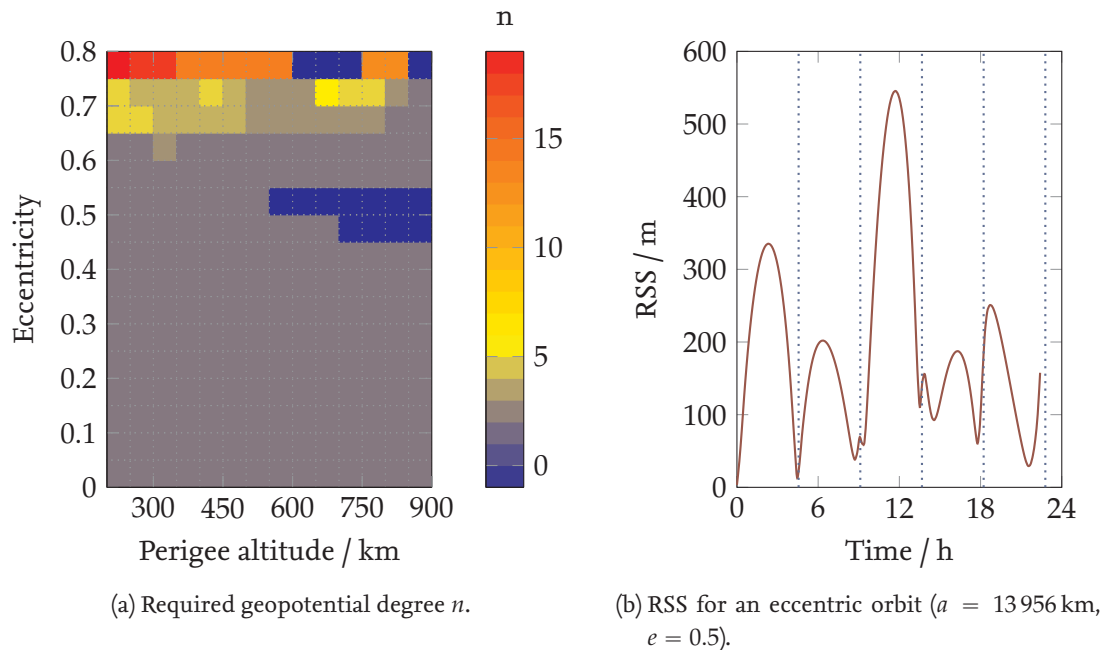 n
0.8
0.7
0.6
0.5
0.4
0.3
0.2
0.1
0
Eccentricity
300 450 600 750 900
Perigee altitude / km
15
10
5
0
(a) Required geopotential degree n.
600
500
400
300
200
100
0
RSS / m
0 6 12 18 24
Time / h
(b) RSS for an eccentric orbit (a = 13 956 km,
e = 0.5).